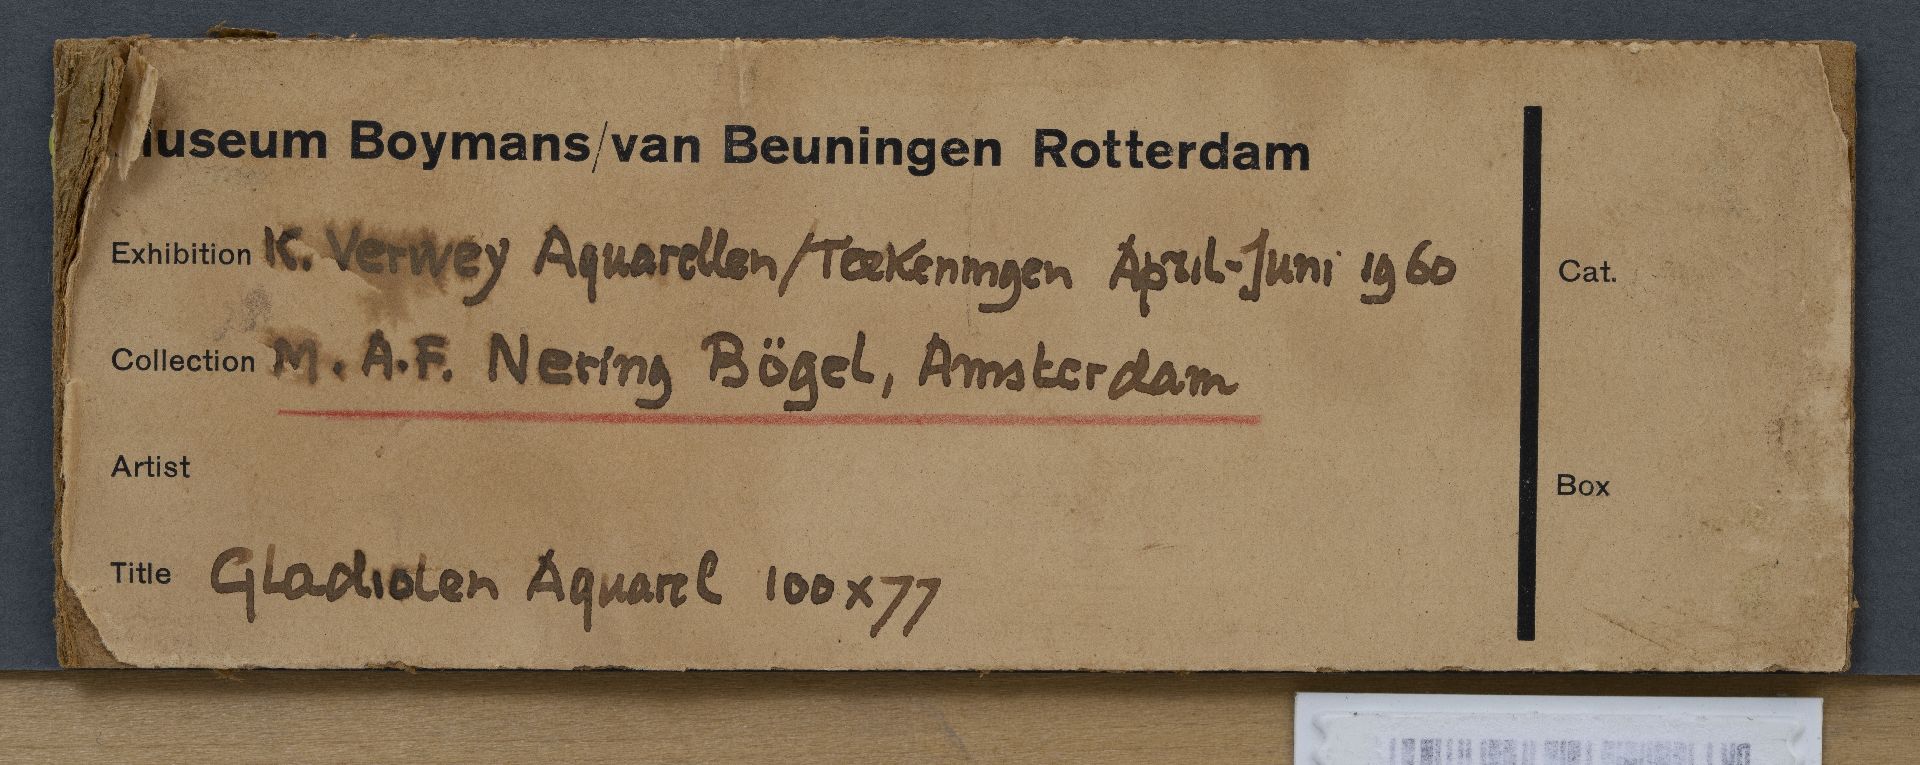 Museum Boymans/van Beuningen Rotterdam
Exhibition K. Verwey Aquarellen/Teekeningen April-Juni 1960
Cat.
Collection M.A.F. Nering Bögel, Amsterdam
Artist
Box
Title Gladiolen Aquarel 100x77